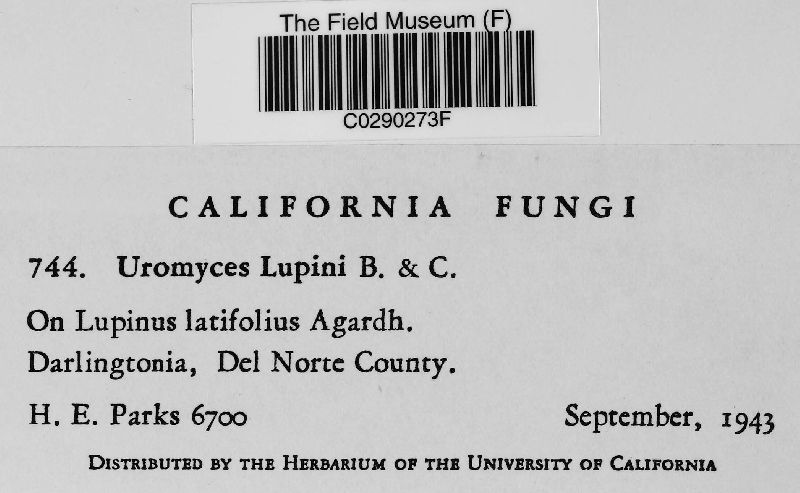 The Field Museum (F)
C0290273F
CALIFORNIA FUNGI
744. Uromyces Lupini B. & C.
On Lupinus latifolius Agardh.
Darlingtonia, Del Norte County.
H. E. Parks 6700 September, 1943
DISTRIBUTED BY THE HERBARIUM OF THE UNIVERSITY OF CALIFORNIA